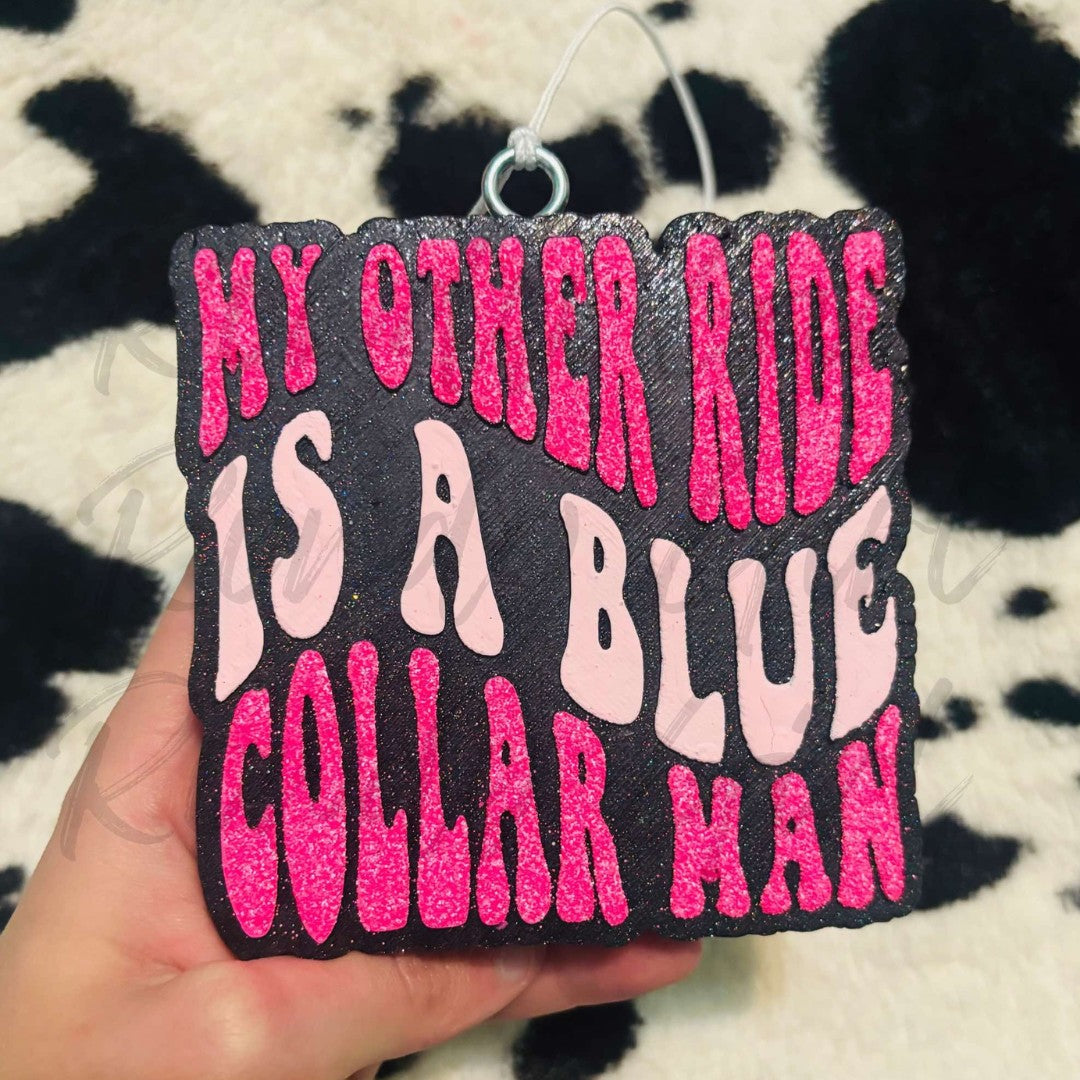 MY OTHER RIDE
IS A BLUE
COLLAR MAN